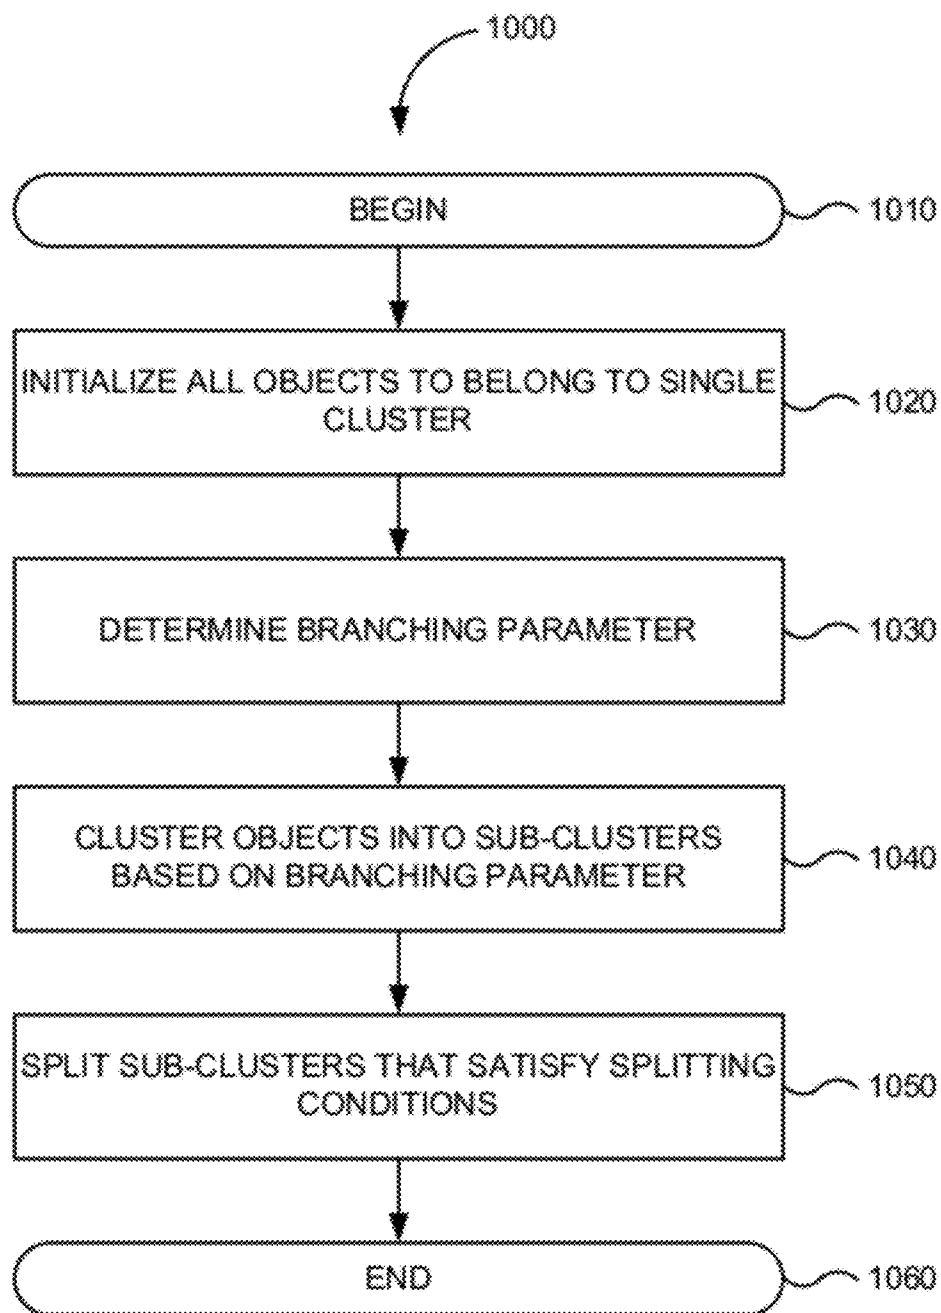 1000
BEGIN
1010
INITIALIZE ALL OBJECTS TO BELONG TO SINGLE
CLUSTER
1020
DETERMINE BRANCHING PARAMETER
1030
CLUSTER OBJECTS INTO SUB-CLUSTERS
BASED ON BRANCHING PARAMETER
1040
SPLIT SUB-CLUSTERS THAT SATISFY SPLITTING
CONDITIONS
1050
END
1060